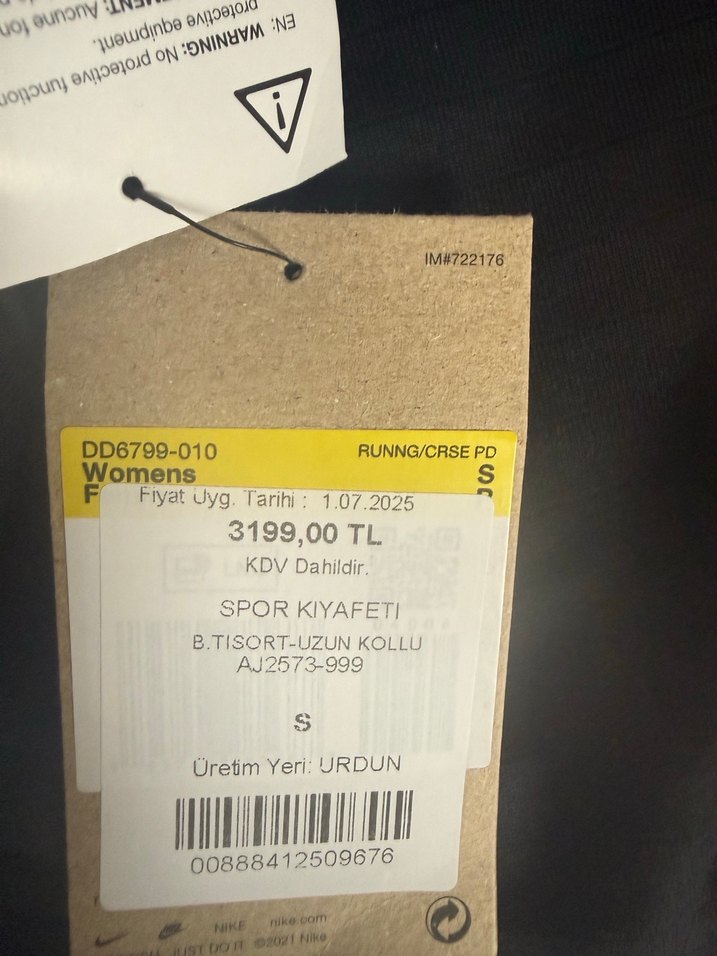 EN: WARNING: No protective function
protective equipment.
Aucune fon
i
IM#722176
DD6799-010
RUNNG/CRSE PD
Womens
S
F
Fiyat Uyg. Tarihi : 1.07.2025
3199,00 TL
KDV Dahildir.
SPOR KIYAFETI
B.TISORT-UZUN KOLLU
AJ2573-999
S
Üretim Yeri: URDUN
00888412509676
NIKE nike.com
JUST DO IT ©2021 Nike